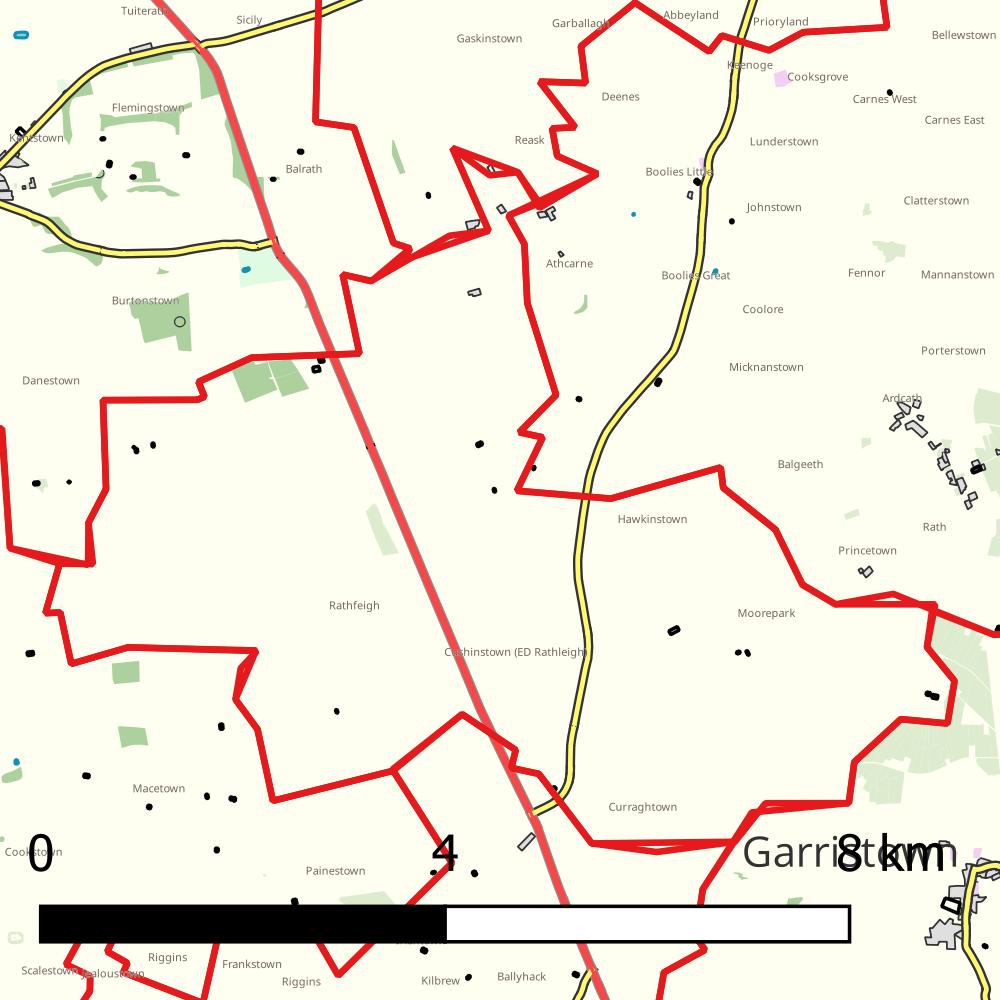 Tuiterath
Sicily
Garballagh
Abbeyland
Prioryland
Gaskinstown
Bellewstown
Keenoge
Cooksgrove
Deenes
Carnes West
Flemingstown
Carnes East
Kentstown
Reask
Lunderstown
Balrath
Boolies Little
Clatterstown
Johnstown
Athcarne
Boolies Great
Fennor
Mannanstown
Burtonstown
Coolore
Porterstown
Micknanstown
Danestown
Ardcath
Balgeeth
Hawkinstown
Rath
Princetown
Rathfeigh
Moorepark
Cushinstown (ED Rathleigh)
Macetown
Curraghtown
Cookstown
0
4
8 km
Garristown
Painestown
Riggins
Frankstown
Scalestown
Jealoustown
Riggins
Kilbrew
Ballyhack